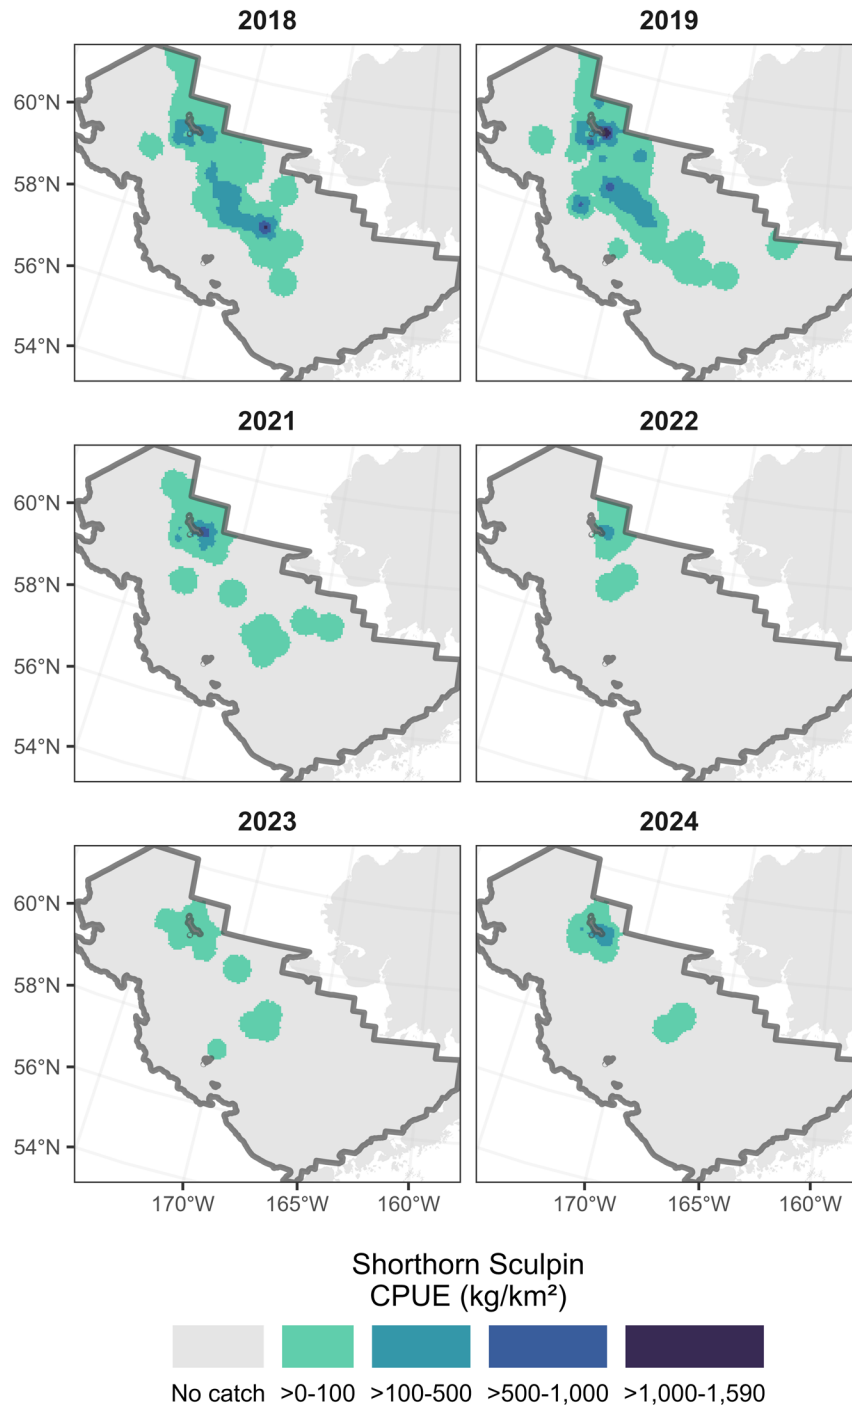 2018 2019
60°N
58°N
56°N
54°N
2021 2022
60°N
58°N
56°N
54°N
2023 2024
60°N
58°N
56°N
54°N
170°W 165°W 160°W 170°W 165°W 160°W
Shorthorn Sculpin
CPUE (kg/km²)
No catch >0-100 >100-500 >500-1,000 >1,000-1,590